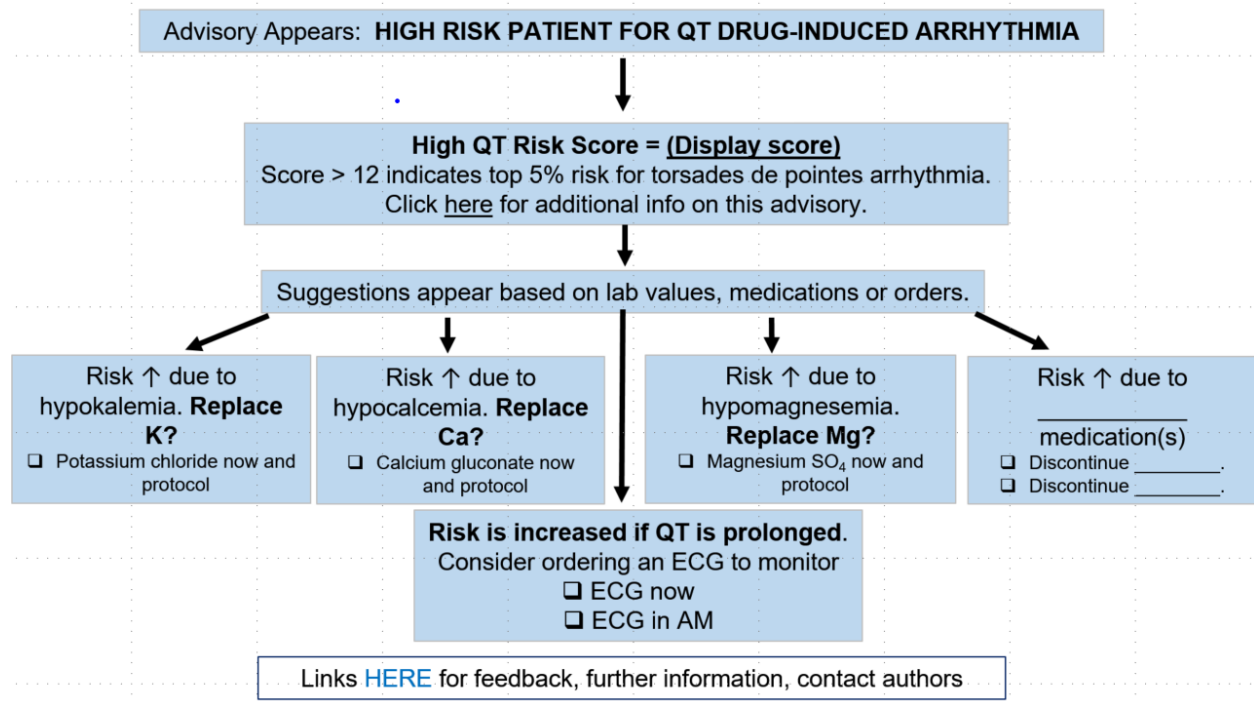 Advisory Appears: HIGH RISK PATIENT FOR QT DRUG-INDUCED ARRHYTHMIA
High QT Risk Score = (Display score)
Score > 12 indicates top 5% risk for torsades de pointes arrhythmia.
Click here for additional info on this advisory.
Suggestions appear based on lab values, medications or orders.
Risk ↑ due to
hypokalemia. Replace
K?
❑ Potassium chloride now and
protocol
Risk ↑ due to
hypocalcemia. Replace
Ca?
❑ Calcium gluconate now
and protocol
Risk ↑ due to
hypomagnesemia.
Replace Mg?
❑ Magnesium SO₄ now and
protocol
Risk ↑ due to
____________
medication(s)
❑ Discontinue ________.
❑ Discontinue ________.
Risk is increased if QT is prolonged.
Consider ordering an ECG to monitor
❑ ECG now
❑ ECG in AM
Links HERE for feedback, further information, contact authors